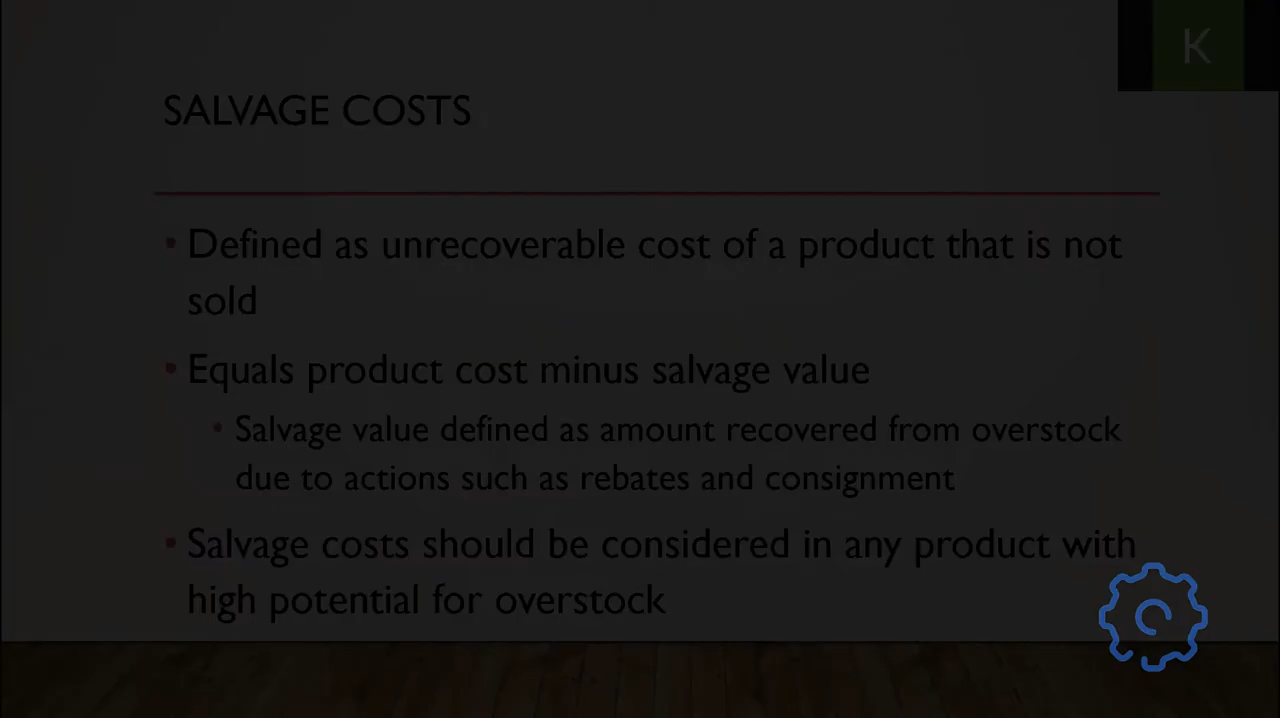 K
SALVAGE COSTS
• Defined as unrecoverable cost of a product that is not
sold
• Equals product cost minus salvage value
• Salvage value defined as amount recovered from overstock
due to actions such as rebates and consignment
• Salvage costs should be considered in any product with
high potential for overstock